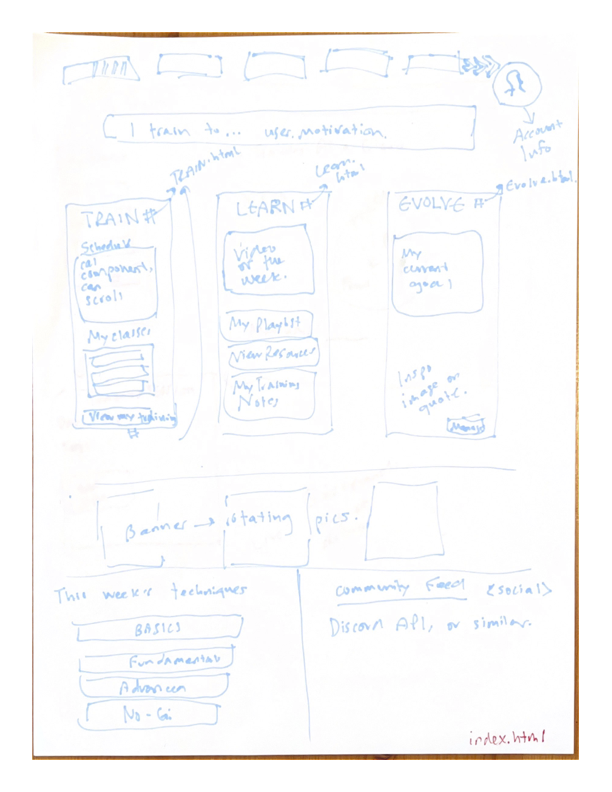 Account
Info
I train to... user.motivation.
TRAIN.html
Learn.
html
Evolve.html
TRAIN #
Schedule
cal
component,
can
scroll
My classes
View my training
#
LEARN #
Video
of the
week.
My Playlist
View Resources
My Training
Notes
EVOLVE #
My
current
goal
Inspo
image or
quote.
Banner → rotating pics.
This week's techniques
BASICS
Fundamentals
Advanced
No-Gi
Community Feed {social}
Discord API, or similar.
index.html